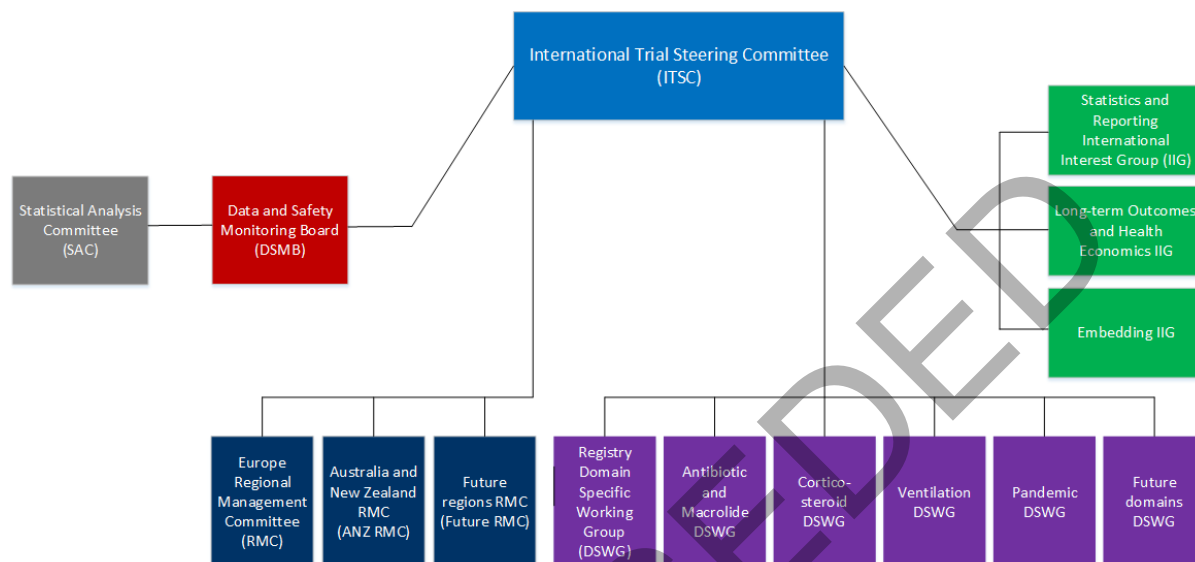 International Trial Steering Committee
(ITSC)
Statistics and
Reporting
International
Interest Group (IIG)
Statistical Analysis
Committee
(SAC)
Data and Safety
Monitoring Board
(DSMB)
Long-term Outcomes
and Health
Economics IIG
Embedding IIG
Europe
Regional
Management
Committee
(RMC)
Australia and
New Zealand
RMC
(ANZ RMC)
Future
regions RMC
(Future RMC)
Registry
Domain
Specific
Working
Group
(DSWG)
Antibiotic
and
Macrolide
DSWG
Cortico-
steroid
DSWG
Ventilation
DSWG
Pandemic
DSWG
Future
domains
DSWG
EDED